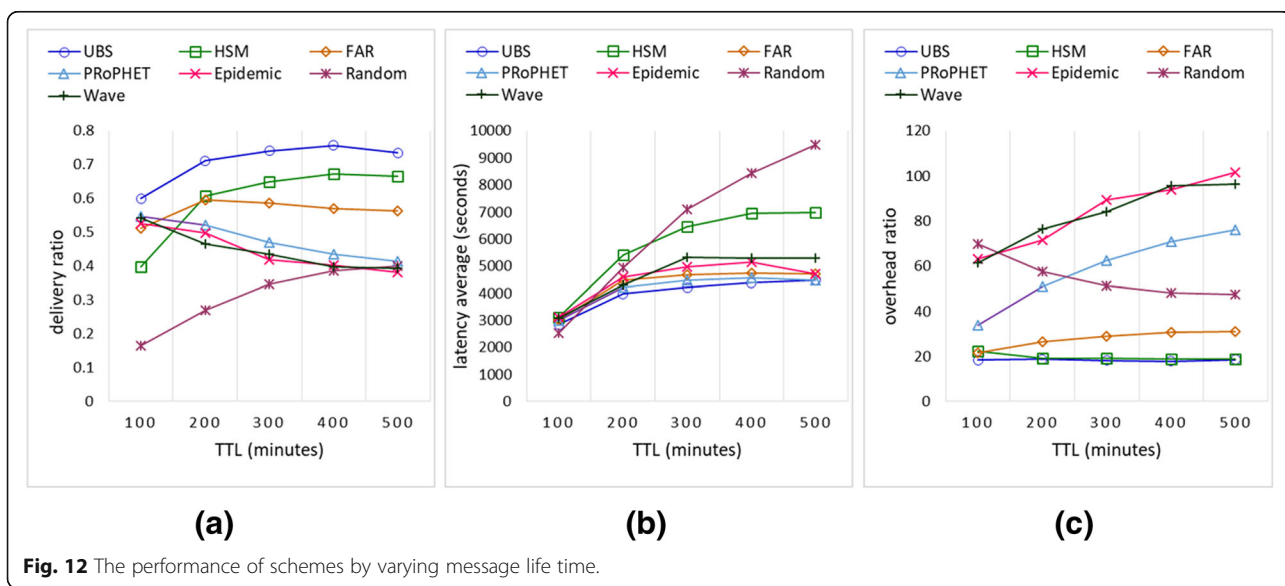 UBS HSM FAR
PRoPHET Epidemic Random
Wave
delivery ratio
0.8
0.7
0.6
0.5
0.4
0.3
0.2
0.1
0
100 200 300 400 500
TTL (minutes)
(a)
UBS HSM FAR
PRoPHET Epidemic Random
Wave
latency average (seconds)
10000
9000
8000
7000
6000
5000
4000
3000
2000
1000
0
100 200 300 400 500
TTL (minutes)
(b)
UBS HSM FAR
PRoPHET Epidemic Random
Wave
overhead ratio
120
100
80
60
40
20
0
100 200 300 400 500
TTL (minutes)
(c)
Fig. 12 The performance of schemes by varying message life time.